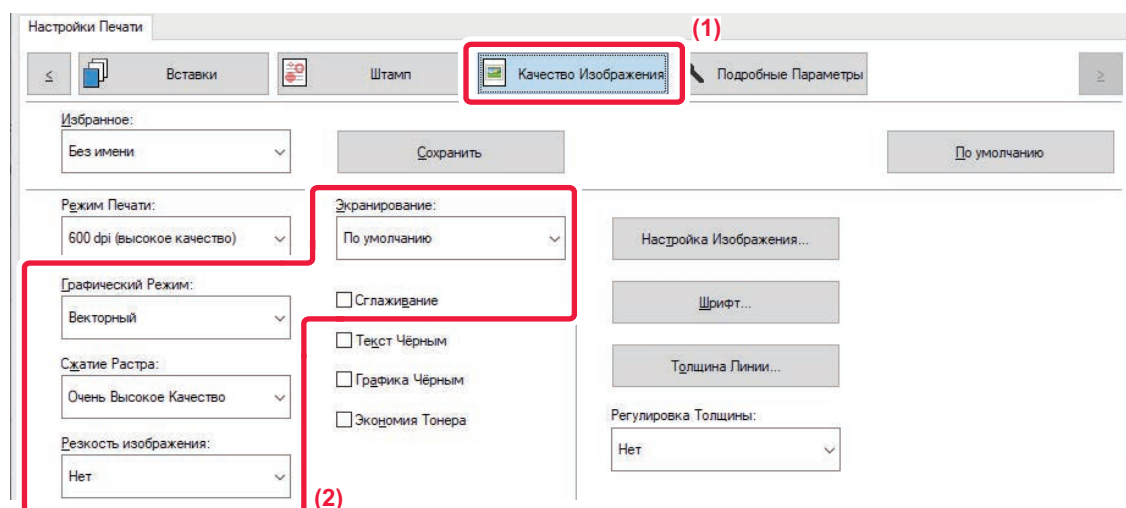 Настройки Печати
(1)
≤
Вставки
Штамп
Качество Изображения
Подробные Параметры
≥
Избранное:
Без имени
Сохранить
По умолчанию
Режим Печати:
600 dpi (высокое качество)
Экранирование:
По умолчанию
Настройка Изображения...
Графический Режим:
Векторный
Сглаживание
Шрифт...
Текст Чёрным
Сжатие Растра:
Очень Высокое Качество
Графика Чёрным
Толщина Линии...
Экономия Тонера
Регулировка Толщины:
Нет
Резкость изображения:
Нет
(2)